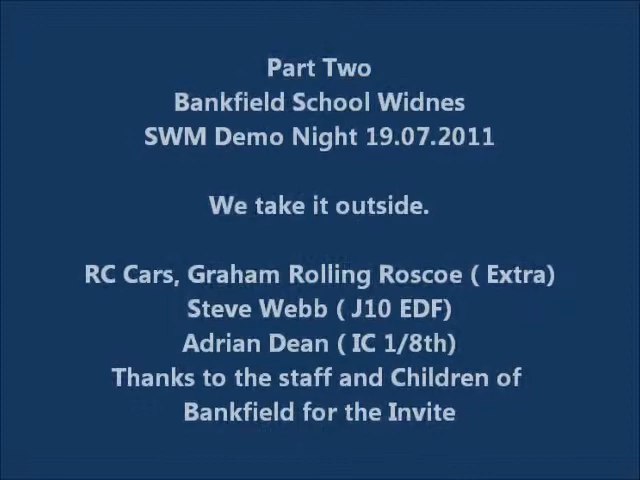 Part Two
Bankfield School Widnes
SWM Demo Night 19.07.2011
We take it outside.
RC Cars, Graham Rolling Roscoe ( Extra)
Steve Webb ( J10 EDF)
Adrian Dean ( IC 1/8th)
Thanks to the staff and Children of
Bankfield for the Invite